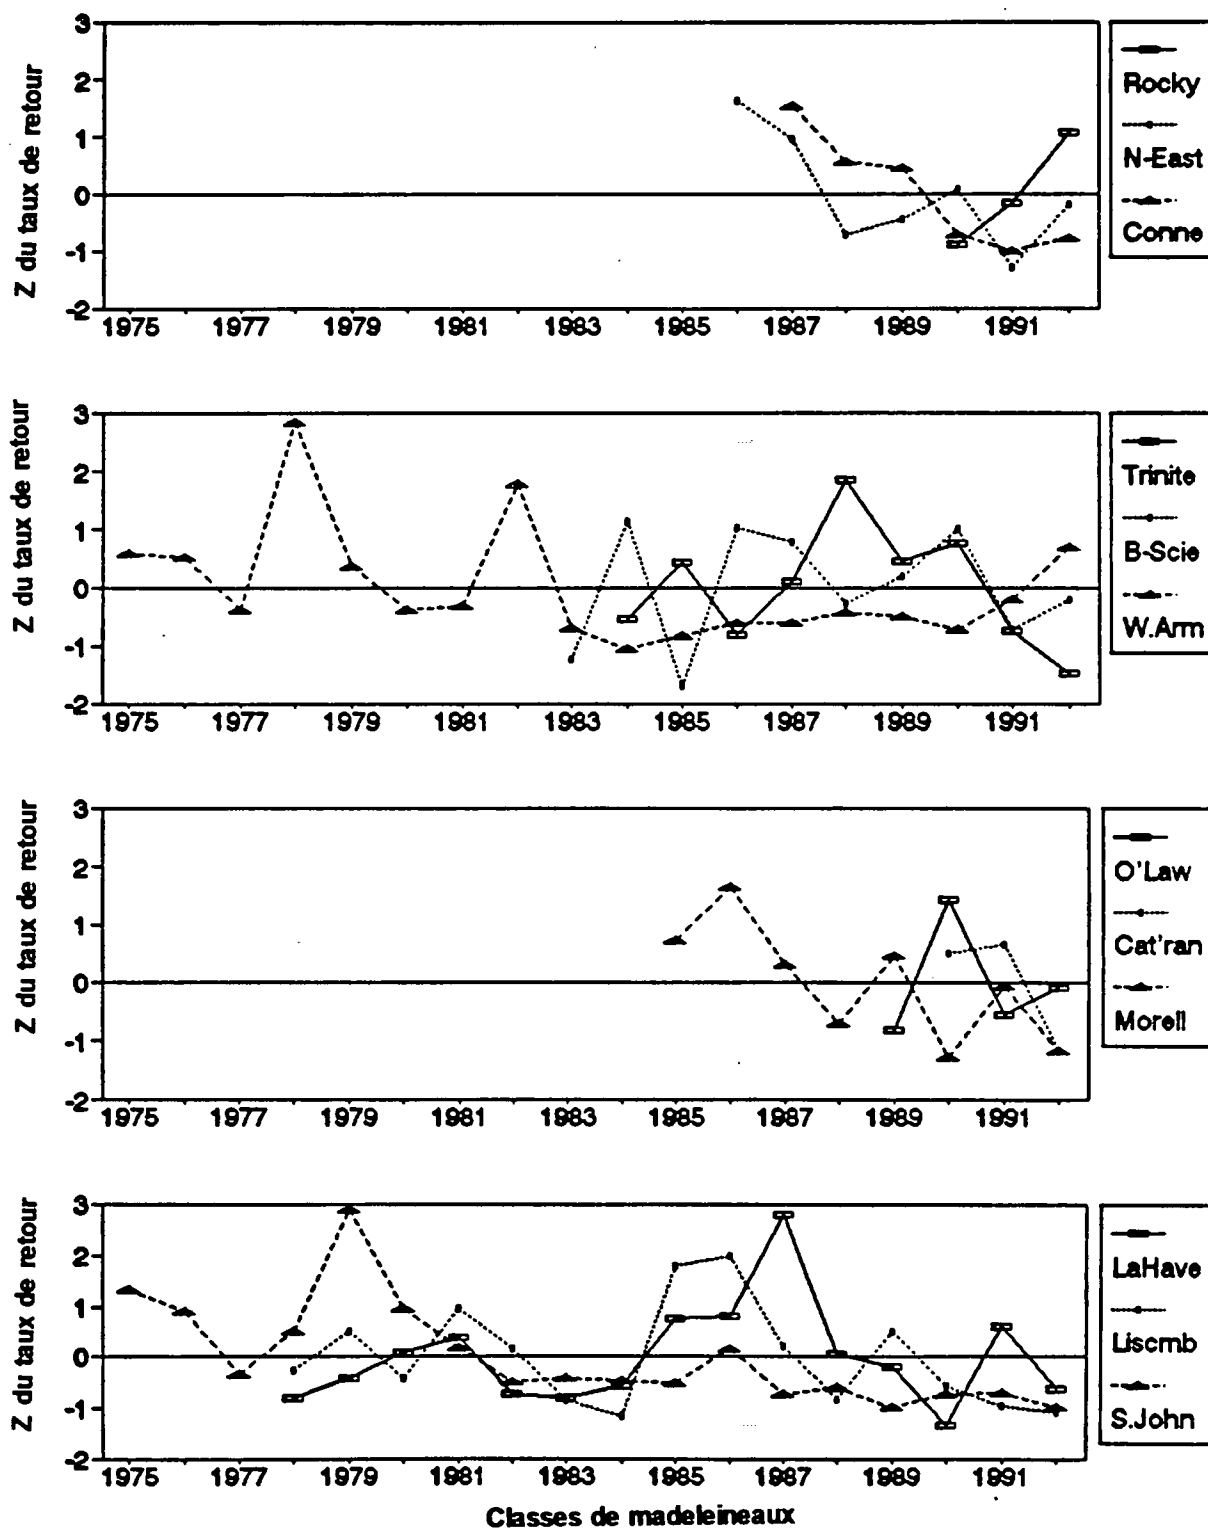 Z du taux de retour
3
2
1
0
-1
-2
1975 1977 1979 1981 1983 1985 1987 1989 1991
Rocky
N-East
Conne
Z du taux de retour
3
2
1
0
-1
-2
1975 1977 1979 1981 1983 1985 1987 1989 1991
Trinite
B-Scie
W.Arm
Z du taux de retour
3
2
1
0
-1
-2
1975 1977 1979 1981 1983 1985 1987 1989 1991
O'Law
Cat'ran
Morell
Z du taux de retour
3
2
1
0
-1
-2
1975 1977 1979 1981 1983 1985 1987 1989 1991
LaHave
Liscmb
S.John
Classes de madeleineaux